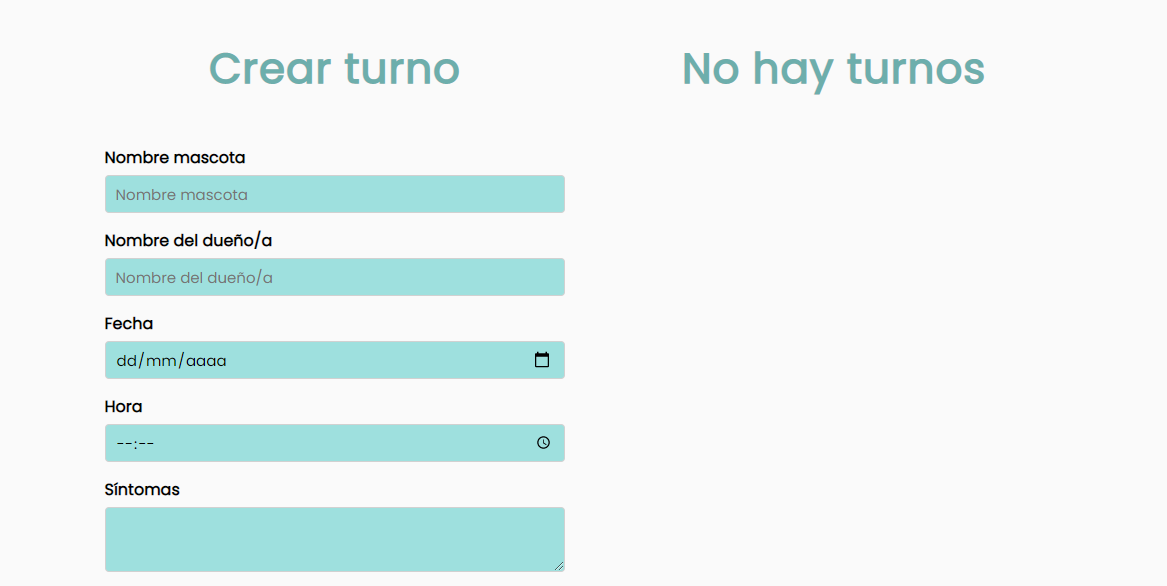 Crear turno
No hay turnos
Nombre mascota
Nombre mascota
Nombre del dueño/a
Nombre del dueño/a
Fecha
dd/mm/aaaa
Hora
--:--
Síntomas